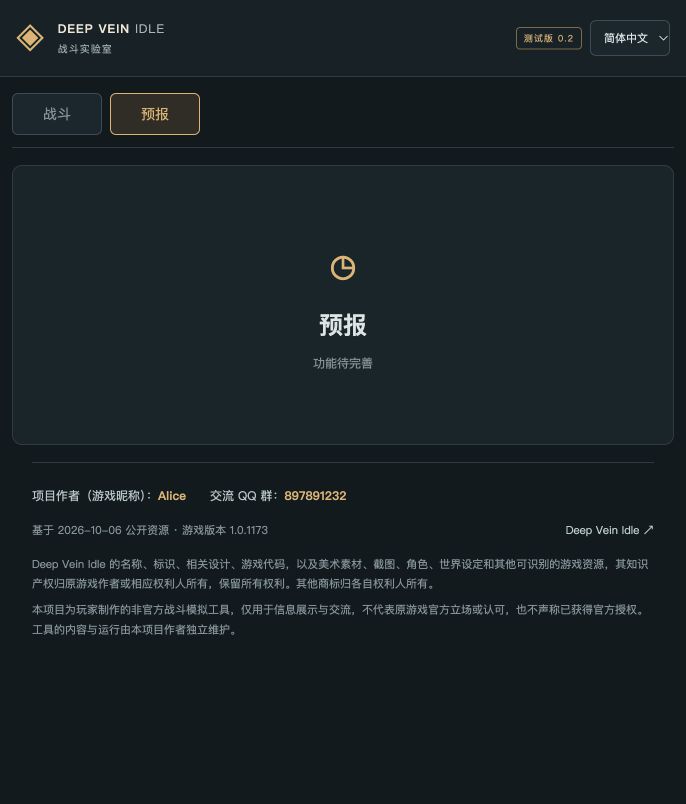 DEEP VEIN IDLE
战斗实验室
测试版 0.2
简体中文
战斗
预报
预报
功能待完善
项目作者（游戏昵称）：Alice 交流 QQ 群：897891232
基于 2026-10-06 公开资源 · 游戏版本 1.0.1173
Deep Vein Idle ↗
Deep Vein Idle 的名称、标识、相关设计、游戏代码，以及美术素材、截图、角色、世界设定和其他可识别的游戏资源，其知识
产权归原游戏作者或相应权利人所有，保留所有权利。其他商标归各自权利人所有。
本项目为玩家制作的非官方战斗模拟工具，仅用于信息展示与交流，不代表原游戏官方立场或认可，也不声称已获得官方授权。
工具的内容与运行由本项目作者独立维护。